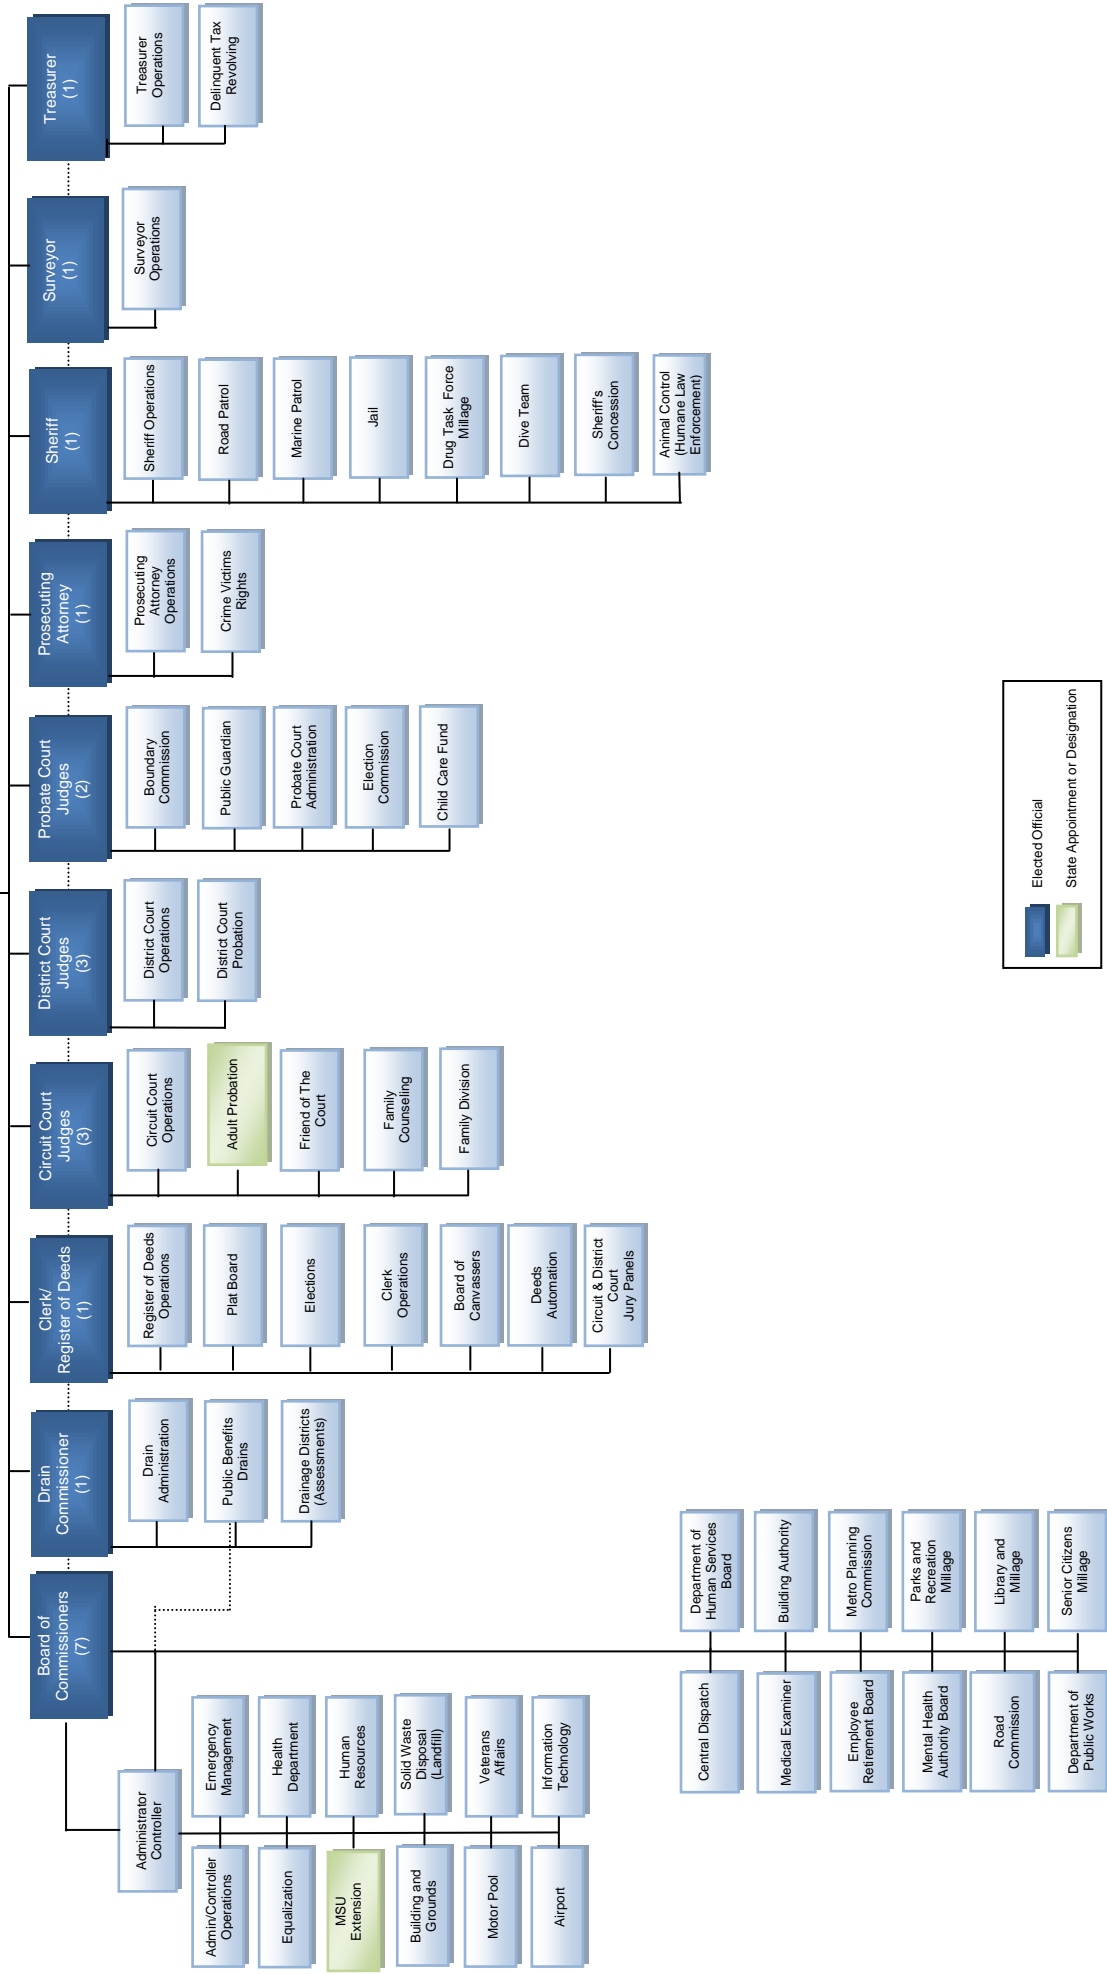 Board of
Commissioners
(7)
Drain
Commissioner
(1)
Clerk/
Register of Deeds
(1)
Circuit Court
Judges
(3)
District Court
Judges
(3)
Probate Court
Judges
(2)
Prosecuting
Attorney
(1)
Sheriff
(1)
Surveyor
(1)
Treasurer
(1)
Administrator
Controller
Admin/Controller
Operations
Emergency
Management
Equalization
Health
Department
MSU
Extension
Human
Resources
Building and
Grounds
Solid Waste
Disposal
(Landfill)
Motor Pool
Veterans
Affairs
Airport
Information
Technology
Central Dispatch
Department of
Human Services
Board
Medical Examiner
Building Authority
Employee
Retirement Board
Metro Planning
Commission
Mental Health
Authority Board
Parks and
Recreation
Millage
Road
Commission
Library and
Millage
Department of
Public Works
Senior Citizens
Millage
Drain
Administration
Public Benefits
Drains
Drainage Districts
(Assessments)
Register of Deeds
Operations
Plat Board
Elections
Clerk
Operations
Board of
Canvassers
Deeds
Automation
Circuit & District
Court
Jury Panels
Circuit Court
Operations
Adult Probation
Friend of The
Court
Family
Counseling
Family Division
District Court
Operations
District Court
Probation
Boundary
Commission
Public Guardian
Probate Court
Administration
Election
Commission
Child Care Fund
Prosecuting
Attorney
Operations
Crime Victims
Rights
Sheriff Operations
Road Patrol
Marine Patrol
Jail
Drug Task Force
Millage
Dive Team
Sheriff's
Concession
Animal Control
(Humane Law
Enforcement)
Surveyor
Operations
Treasurer
Operations
Delinquent Tax
Revolving
Elected Official
State Appointment or Designation